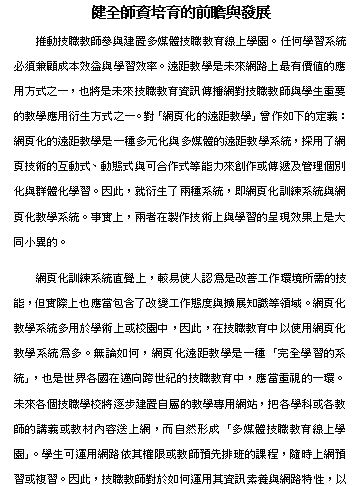 健全師資培育的前瞻與發展
推動技職教師參與建置多媒體技職教育線上學園。任何學習系統
必須兼顧成本效益與學習效率。遠距教學是未來網路上最有價值的應
用方式之一，也將是未來技職教育資訊傳播網對技職教師與學生重要
的教學應用衍生方式之一。對「網頁化的遠距教學」曾作如下的定義：
網頁化的遠距教學是一種多元化與多媒體的遠距教學系統，採用了網
頁技術的互動式、動態式與可合作式等能力來創作或傳遞及管理個別
化與群體化學習。因此，就衍生了兩種系統，即網頁化訓練系統與網
頁化教學系統。事實上，兩者在製作技術上與學習的呈現效果上是大
同小異的。
網頁化訓練系統直覺上，較易使人認為是改善工作環境所需的技
能，但實際上也應當包含了改變工作態度與擴展知識等領域。網頁化
教學系統多用於學術上或校園中，因此，在技職教育中以使用網頁化
教學系統為多。無論如何，網頁化遠距教學是一種「完全學習的系
統」，也是世界各國在邁向跨世紀的技職教育中，應當重視的一環。
未來各個技職學校將逐步建置自屬的教學專用網站，把各學科或各教
師的講義或教材內容送上網，而自然形成「多媒體技職教育線上學
園」。學生可運用網路依其權限或教師預先排班的課程，隨時上網預
習或複習。因此，技職教師對於如何運用其資訊素養與網路特性，以